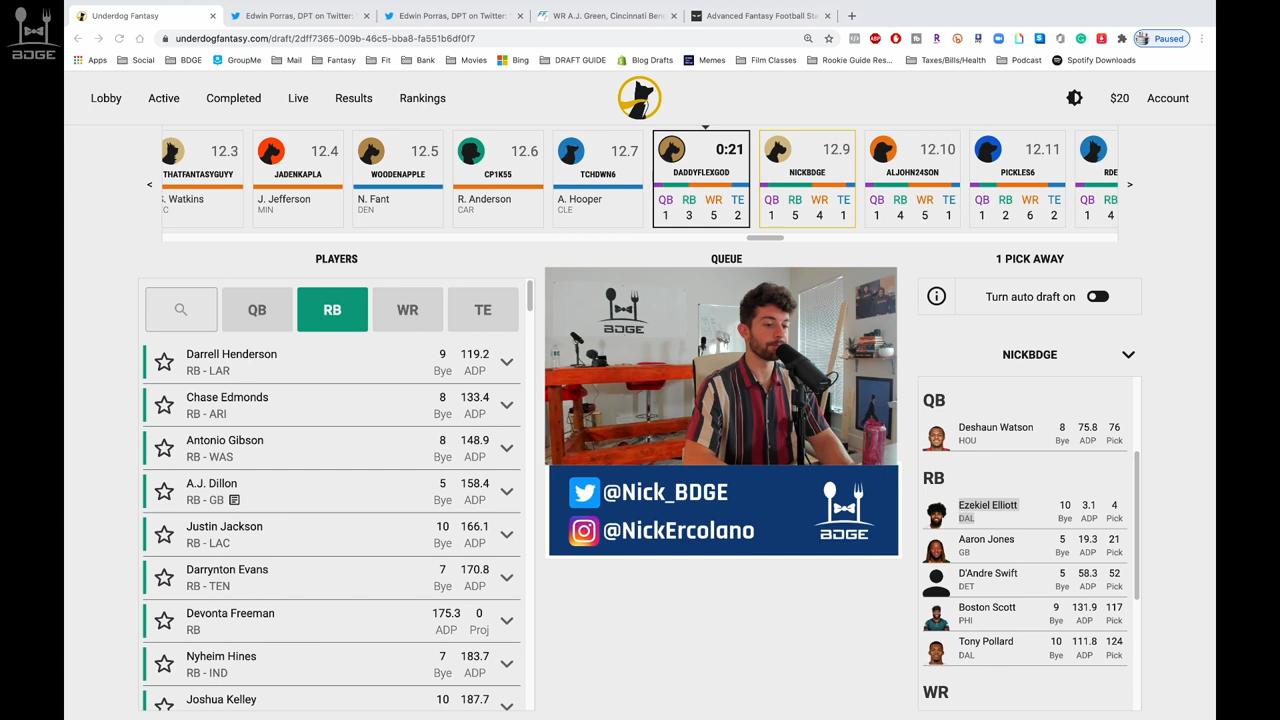 Underdog Fantasy
Edwin Porras, DPT on Twitter:
Edwin Porras, DPT on Twitter:
WR A.J. Green, Cincinnati Ben
Advanced Fantasy Football Sta
underdogfantasy.com/draft/2dff7365-009b-46c5-bba8-fa551b6df0f7
Paused
Apps
Social
BDGE
GroupMe
Mail
Fantasy
Fit
Bank
Movies
Bing
DRAFT GUIDE
Blog Drafts
Memes
Film Classes
Rookie Guide Res...
Taxes/Bills/Health
Podcast
Spotify Downloads
BDGE
Lobby
Active
Completed
Live
Results
Rankings
$20
Account
12.3
THATFANTASYGUYY
S. Watkins
12.4
JADENKAPLA
J. Jefferson
MIN
12.5
WOODENAPPLE
N. Fant
DEN
12.6
CP1K55
R. Anderson
CAR
12.7
TCHDWN6
A. Hooper
CLE
0:21
DADDYFLEXGOD
QB RB WR TE
1 3 5 2
12.9
NICKBDGE
QB RB WR TE
1 5 4 1
12.10
ALJOHN24SON
QB RB WR TE
1 4 5 1
12.11
PICKLES6
QB RB WR TE
1 2 6 2
RDE
QB RB
1 4
PLAYERS
QUEUE
1 PICK AWAY
QB
RB
WR
TE
Darrell Henderson 9 119.2
RB - LAR Bye ADP
Chase Edmonds 8 133.4
RB - ARI Bye ADP
Antonio Gibson 8 148.9
RB - WAS Bye ADP
A.J. Dillon 5 158.4
RB - GB Bye ADP
Justin Jackson 10 166.1
RB - LAC Bye ADP
Darrynton Evans 7 170.8
RB - TEN Bye ADP
Devonta Freeman 175.3 0
RB ADP Proj
Nyheim Hines 7 183.7
RB - IND Bye ADP
Joshua Kelley 10 187.7
BDGE
@Nick_BDGE
@NickErcolano
BDGE
Turn auto draft on
NICKBDGE
QB
Deshaun Watson 8 75.8 76
HOU Bye ADP Pick
RB
Ezekiel Elliott 10 3.1 4
DAL Bye ADP Pick
Aaron Jones 5 19.3 21
GB Bye ADP Pick
D'Andre Swift 5 58.3 52
DET Bye ADP Pick
Boston Scott 9 131.9 117
PHI Bye ADP Pick
Tony Pollard 10 111.8 124
DAL Bye ADP Pick
WR